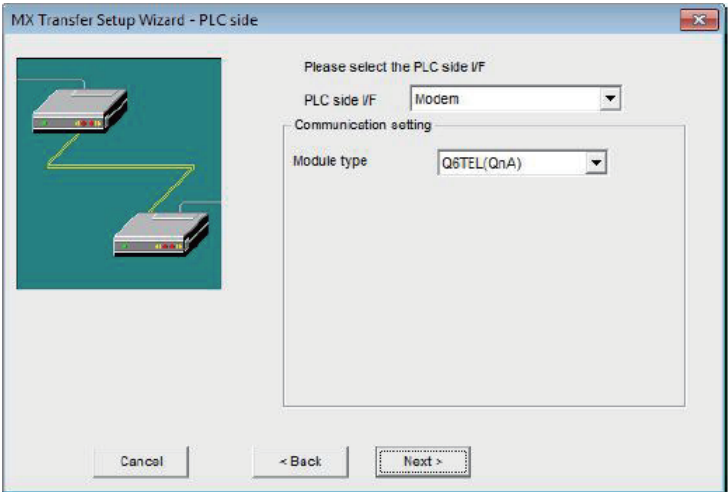 MX Transfer Setup Wizard - PLC side
Please select the PLC side I/F
PLC side I/F Modem
Communication setting
Module type Q6TEL(QnA)
Cancel < Back Next >